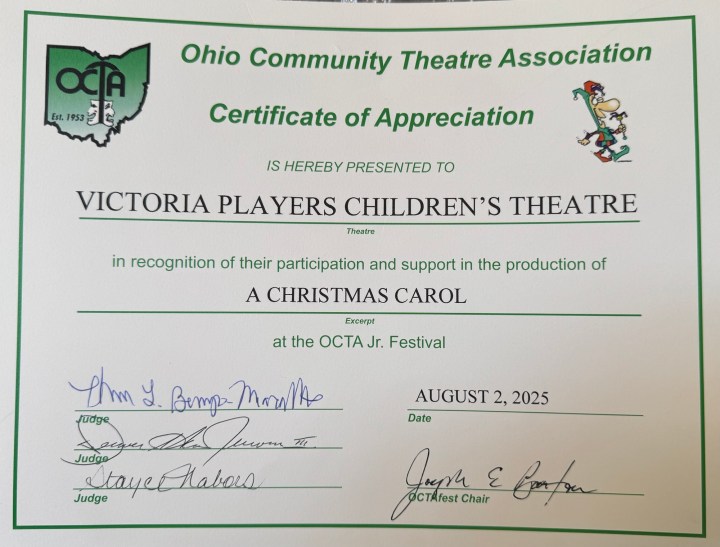 OCTA
Est. 1953
Ohio Community Theatre Association
Certificate of Appreciation
IS HEREBY PRESENTED TO
VICTORIA PLAYERS CHILDREN'S THEATRE
Theatre
in recognition of their participation and support in the production of
A CHRISTMAS CAROL
Excerpt
at the OCTA Jr. Festival
AUGUST 2, 2025
Judge
Date
III.
Judge
Judge
Joseph E
OCTAfest Chair